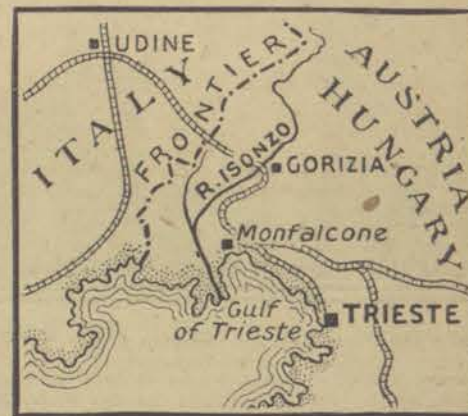 UDINE
ITALY
FRONTIER
AUSTRIA
HUNGARY
R. ISONZO
GORIZIA
Monfalcone
Gulf
of Trieste
TRIESTE